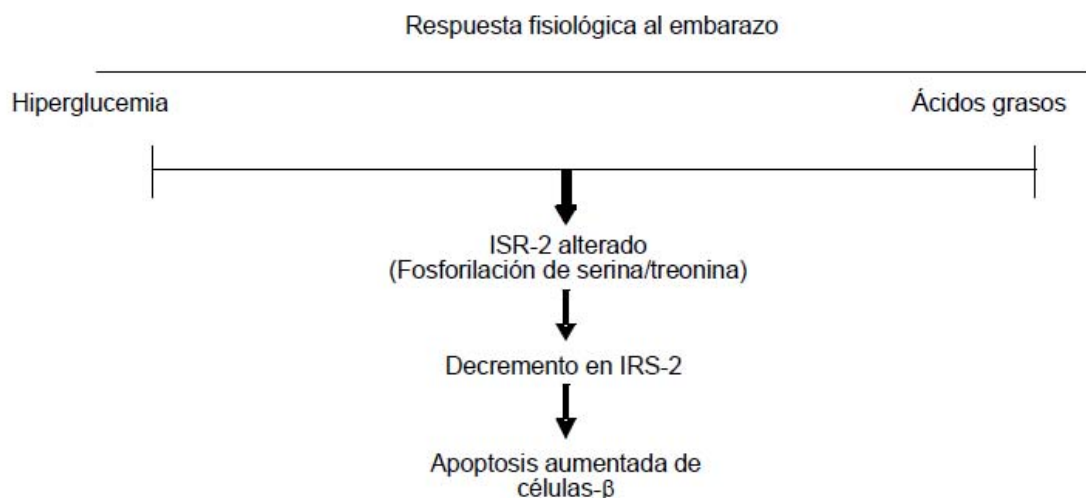 Respuesta fisiológica al embarazo
Hiperglucemia
Ácidos grasos
ISR-2 alterado
(Fosforilación de serina/treonina)
Decremento en IRS-2
Apoptosis aumentada de
células-β